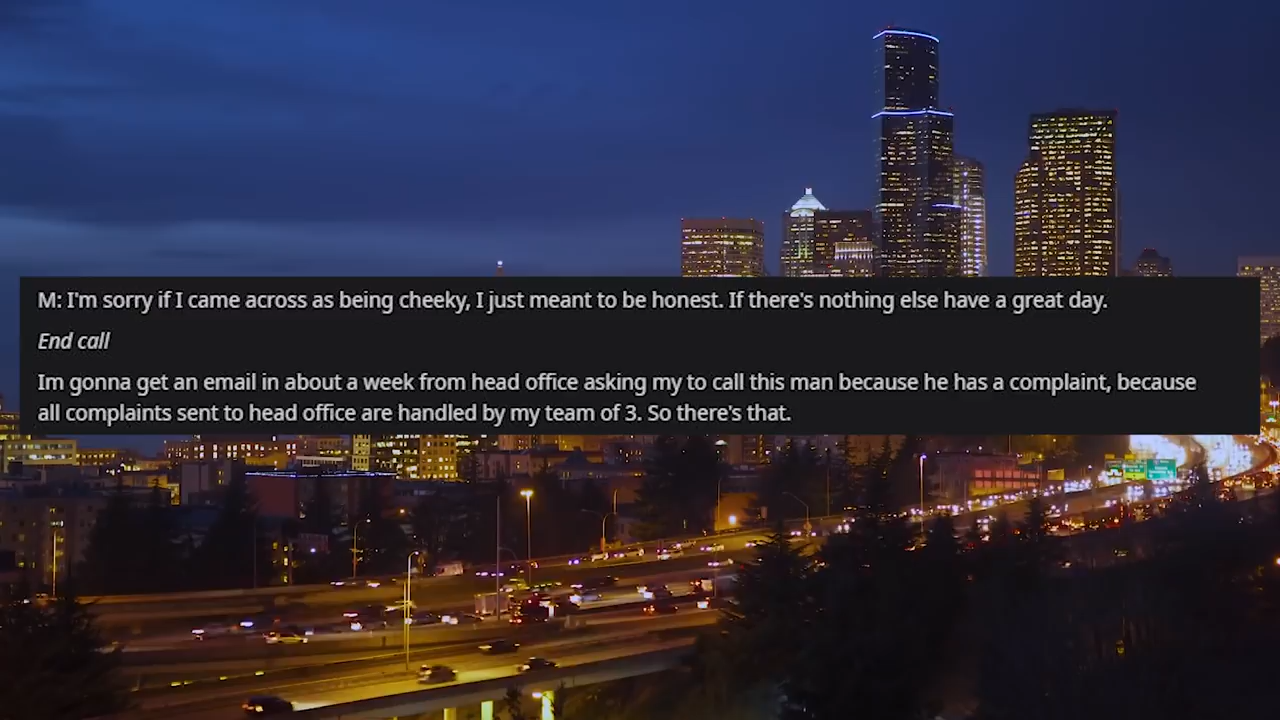 M: I'm sorry if I came across as being cheeky, I just meant to be honest. If there's nothing else have a great day.
End call
Im gonna get an email in about a week from head office asking my to call this man because he has a complaint, because
all complaints sent to head office are handled by my team of 3. So there's that.